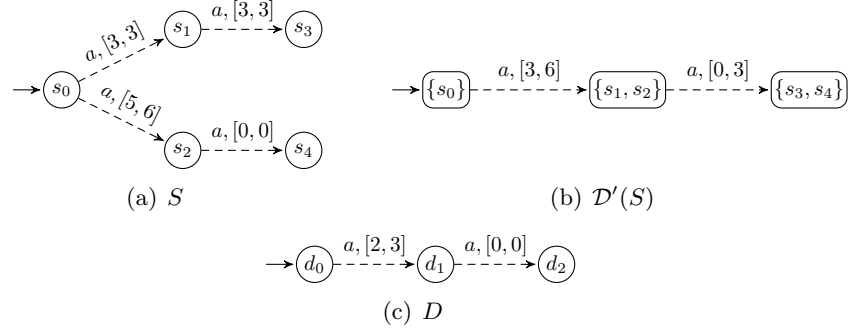 a, [3, 3]
s₁
a, [3, 3]
s₃
s₀
a, [5, 6]
s₂
a, [0, 0]
s₄
(a) S
{s₀}
a, [3, 6]
{s₁, s₂}
a, [0, 3]
{s₃, s₄}
(b) 𝒟′(S)
d₀
a, [2, 3]
d₁
a, [0, 0]
d₂
(c) D